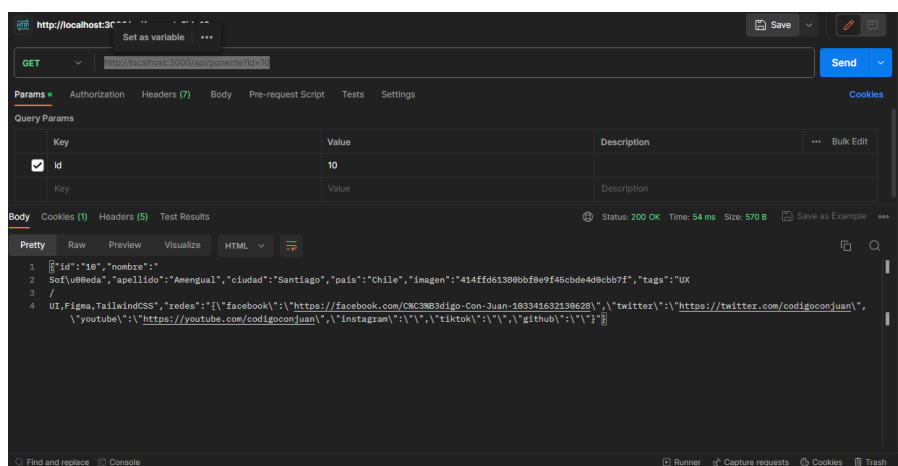 HTTP http://localhost:3000
Set as variable •••
Save
GET http://localhost:3000/api/ponente?id=10 Send
Params Authorization Headers (7) Body Pre-request Script Tests Settings Cookies
Query Params
Key Value Description ••• Bulk Edit
id 10
Key Value Description
Body Cookies (1) Headers (5) Test Results Status: 200 OK Time: 54 ms Size: 570 B Save as Example •••
Pretty Raw Preview Visualize HTML
1 {"id":"10","nombre":"
2 Sof\u00eda","apellido":"Amengual","ciudad":"Santiago","pais":"Chile","imagen":"414ffd61380bbf0e9f45cbde4d0cbb7f","tags":"UX
3 /
4 UI,Figma,TailwindCSS","redes":"{\"facebook\":\"https://facebook.com/C%C3%B3digo-Con-Juan-103341632130628\",\"twitter\":\"https://twitter.com/codigoconjuan\",
\"youtube\":\"https://youtube.com/codigoconjuan\",\"instagram\":\"\",\"tiktok\":\"\",\"github\":\"\"}"}
Find and replace Console Runner Capture requests Cookies Trash